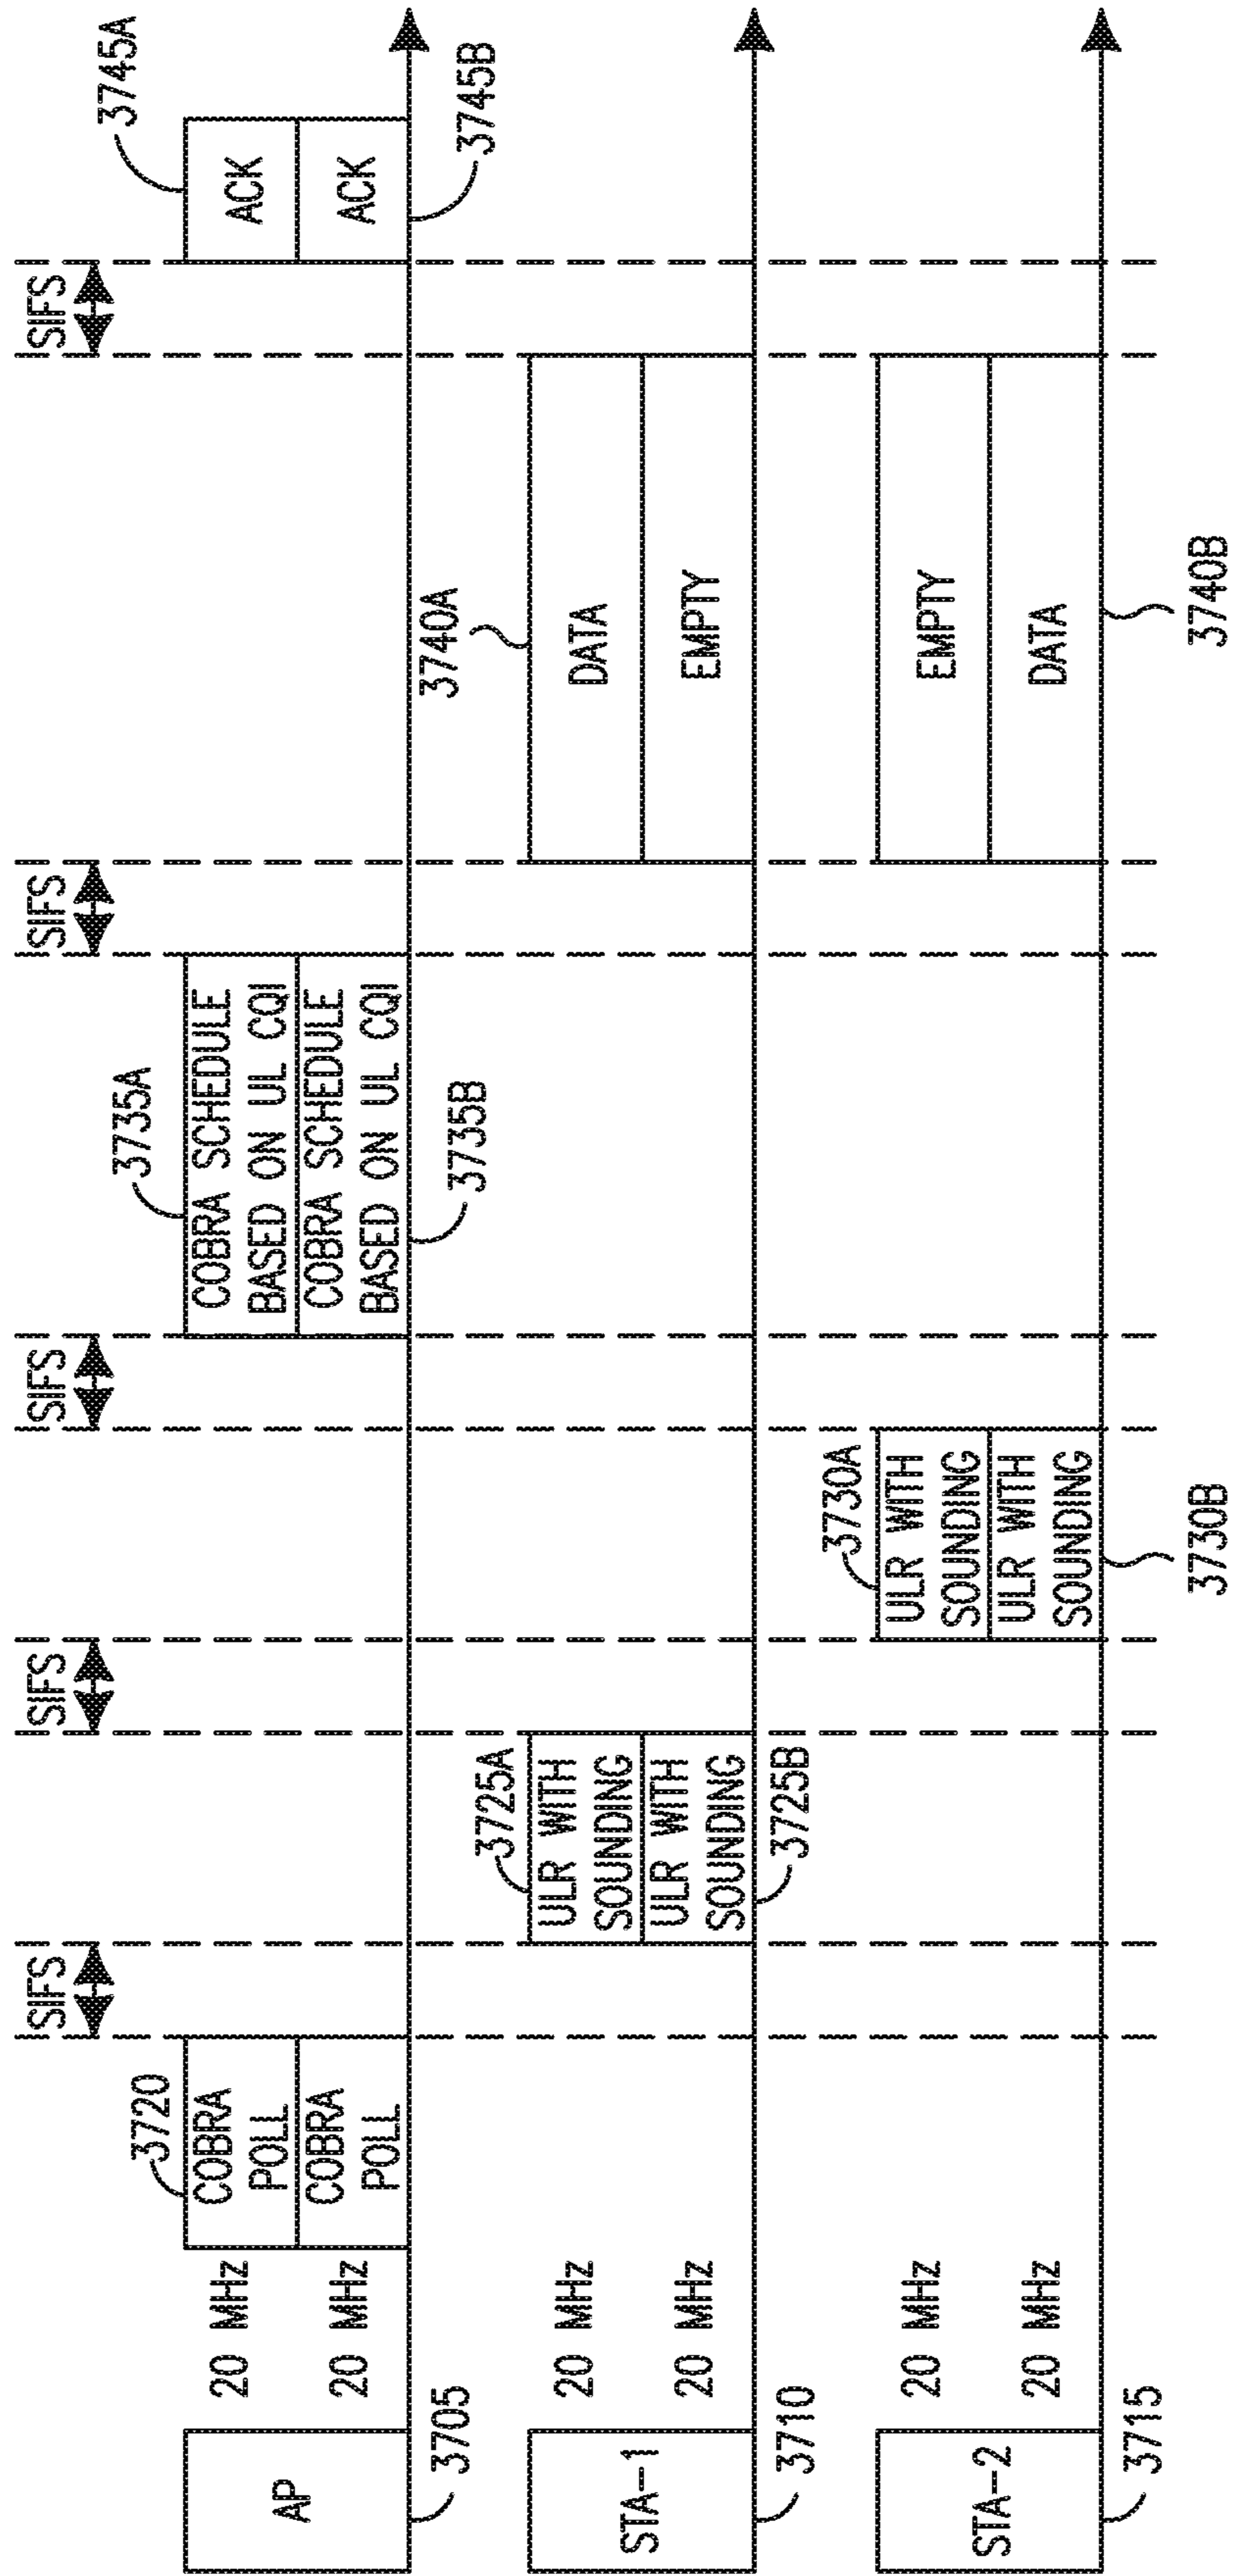 SIFS
SIFS
SIFS
SIFS
SIFS
AP
3705
20 MHz
20 MHz
3720
COBRA
POLL
COBRA
POLL
3735A
COBRA SCHEDULE
BASED ON UL CQI
COBRA SCHEDULE
BASED ON UL CQI
3735B
3745A
ACK
ACK
3745B
STA-1
3710
20 MHz
20 MHz
3725A
ULR WITH
SOUNDING
ULR WITH
SOUNDING
3725B
3740A
DATA
EMPTY
STA-2
3715
20 MHz
20 MHz
3730A
ULR WITH
SOUNDING
ULR WITH
SOUNDING
3730B
EMPTY
DATA
3740B